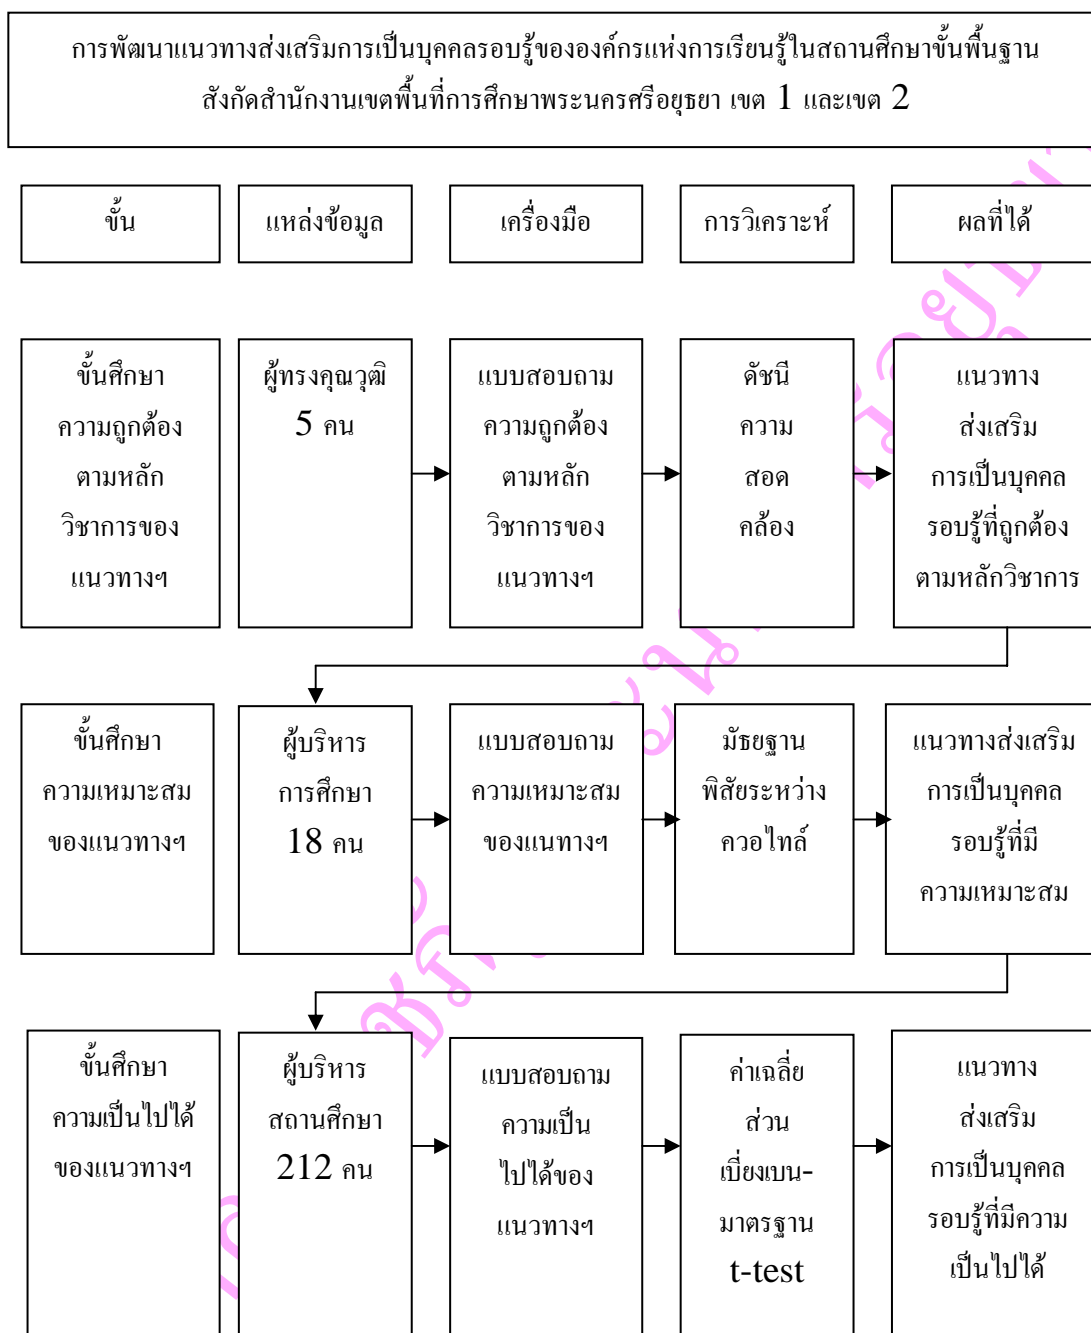 การพัฒนาแนวทางส่งเสริมการเป็นบุคคลรอบรู้ขององค์กรแห่งการเรียนรู้ในสถานศึกษาขั้นพื้นฐาน
สังกัดสำนักงานเขตพื้นที่การศึกษาพระนครศรีอยุธยา เขต 1 และเขต 2
ขั้น
แหล่งข้อมูล
เครื่องมือ
การวิเคราะห์
ผลที่ได้
ขั้นศึกษา
ความถูกต้อง
ตามหลัก
วิชาการของ
แนวทางฯ
ผู้ทรงคุณวุฒิ
5 คน
แบบสอบถาม
ความถูกต้อง
ตามหลัก
วิชาการของ
แนวทางฯ
ดัชนี
ความ
สอด
คล้อง
แนวทาง
ส่งเสริม
การเป็นบุคคล
รอบรู้ที่ถูกต้อง
ตามหลักวิชาการ
ขั้นศึกษา
ความเหมาะสม
ของแนวทางฯ
ผู้บริหาร
การศึกษา
18 คน
แบบสอบถาม
ความเหมาะสม
ของแนทางฯ
มัธยฐาน
พิสัยระหว่าง
ควอไทล์
แนวทางส่งเสริม
การเป็นบุคคล
รอบรู้ที่มี
ความเหมาะสม
ขั้นศึกษา
ความเป็นไปได้
ของแนวทางฯ
ผู้บริหาร
สถานศึกษา
212 คน
แบบสอบถาม
ความเป็น
ไปได้ของ
แนวทางฯ
ค่าเฉลี่ย
ส่วน
เบี่ยงเบน-
มาตรฐาน
t-test
แนวทาง
ส่งเสริม
การเป็นบุคคล
รอบรู้ที่มีความ
เป็นไปได้